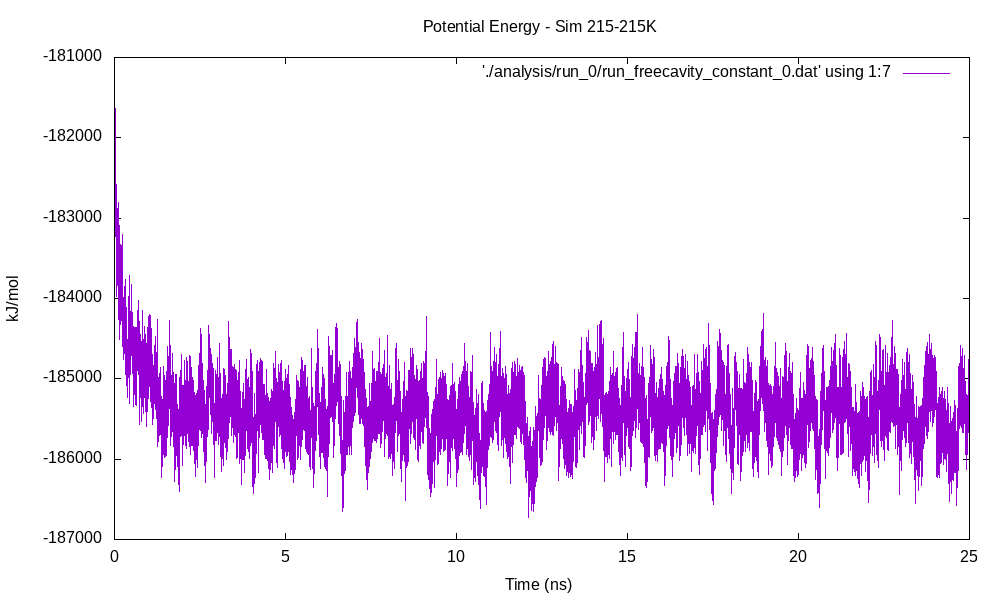 Potential Energy - Sim 215-215K
'./analysis/run_0/run_freecavity_constant_0.dat' using 1:7
-181000
-182000
-183000
-184000
-185000
-186000
-187000
kJ/mol
0 5 10 15 20 25
Time (ns)